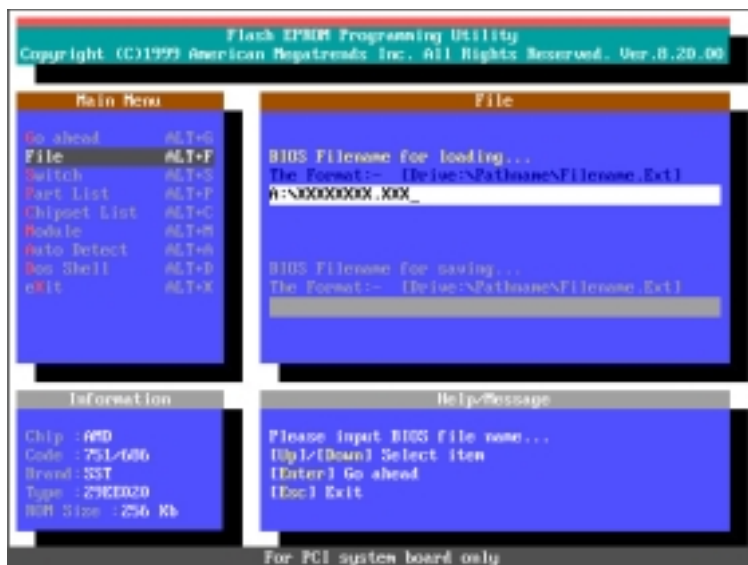 Flash EPROM Programming Utility
Copyright (C)1999 American Megatrends Inc. All Rights Reserved. Ver.8.20.00
Main Menu
Go ahead ALT+G
File ALT+F
Switch ALT+S
Part List ALT+P
Chipset List ALT+C
Module ALT+M
Auto Detect ALT+A
Dos Shell ALT+D
eXit ALT+X
File
BIOS Filename for loading...
The Format:- [Drive:\Pathname\Filename.Ext]
A:\XXXXXXXX.XXX_
BIOS Filename for saving...
The Format:- [Drive:\Pathname\Filename.Ext]
Information
Chip :AMD
Code :751/686
Brand:SST
Type :29EE020
ROM Size :256 Kb
Help/Message
Please input BIOS file name...
[Up]/[Down] Select item
[Enter] Go ahead
[Esc] Exit
For PCI system board only